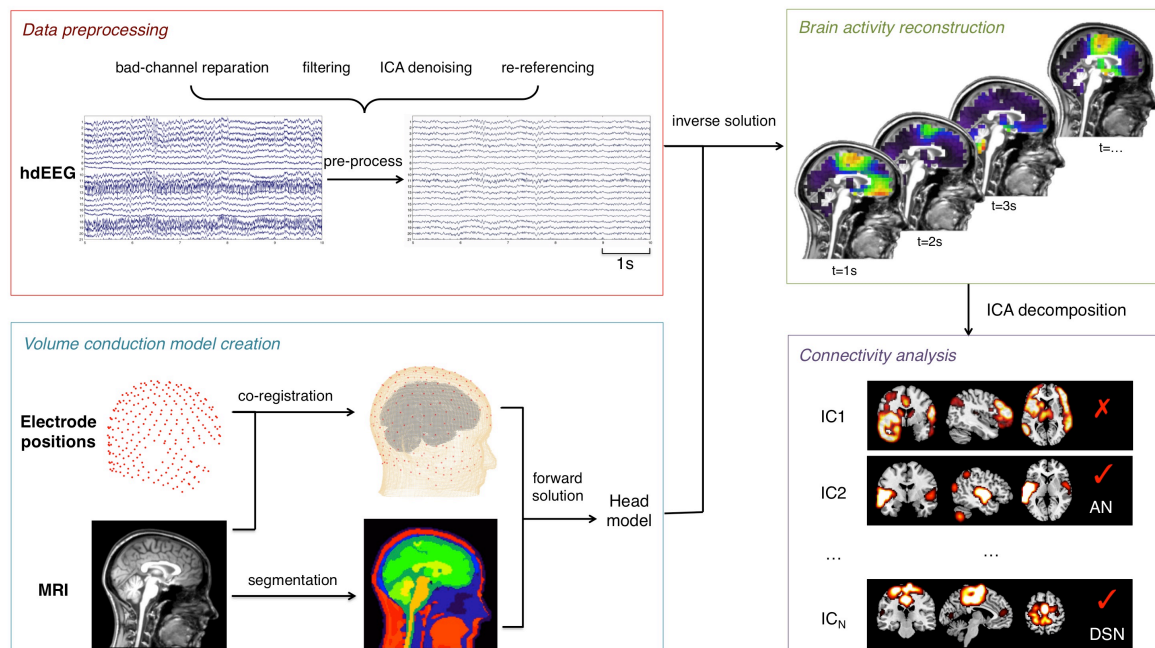 Data preprocessing
bad-channel reparation filtering ICA denoising re-referencing
hdEEG
pre-process
1s
inverse solution
Brain activity reconstruction
t=1s
t=2s
t=3s
t=...
ICA decomposition
Volume conduction model creation
Electrode
positions
co-registration
MRI
segmentation
forward
solution
Head
model
Connectivity analysis
IC1
✗
IC2
✓
AN
... ...
ICN
✓
DSN